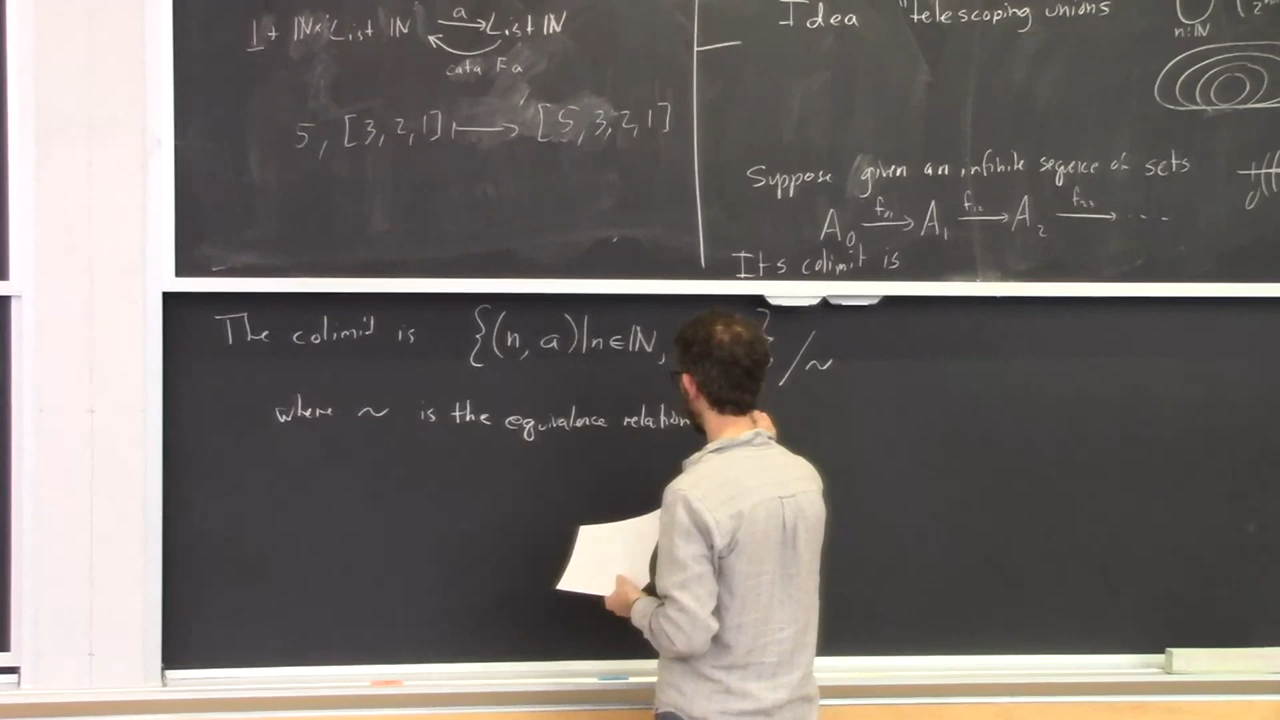 1 + ℕ×List ℕ a List ℕ
cata Fa
5, [3,2,1] ⟼ [5,3,2,1]
Idea "telescoping unions
n:ℕ
Suppose given an infinite sequence of sets
A₀ f₀₁→ A₁ f₁₂→ A₂ f₂₃→ ...
Its colimit is
The colimit is {(n, a) | n ∈ ℕ, } / ~
where ~ is the equivalence relation